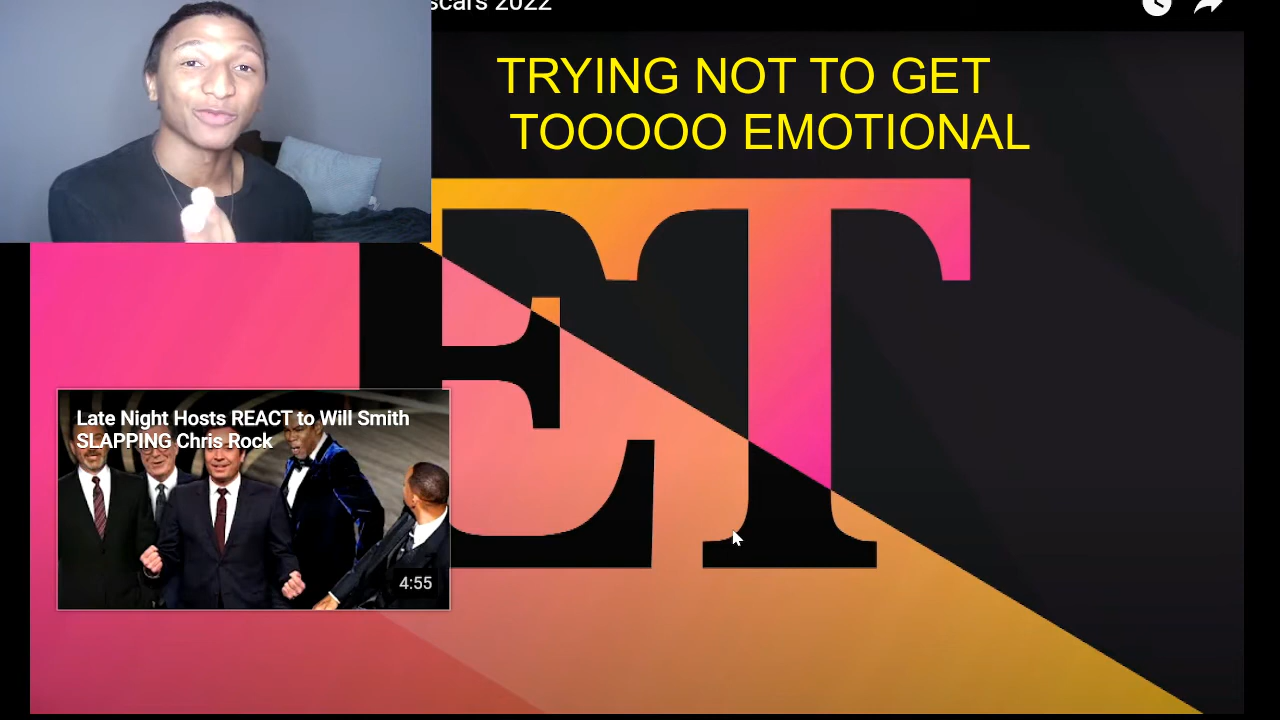 scars 2022
TRYING NOT TO GET
TOOOOO EMOTIONAL
ET
Late Night Hosts REACT to Will Smith
SLAPPING Chris Rock
4:55